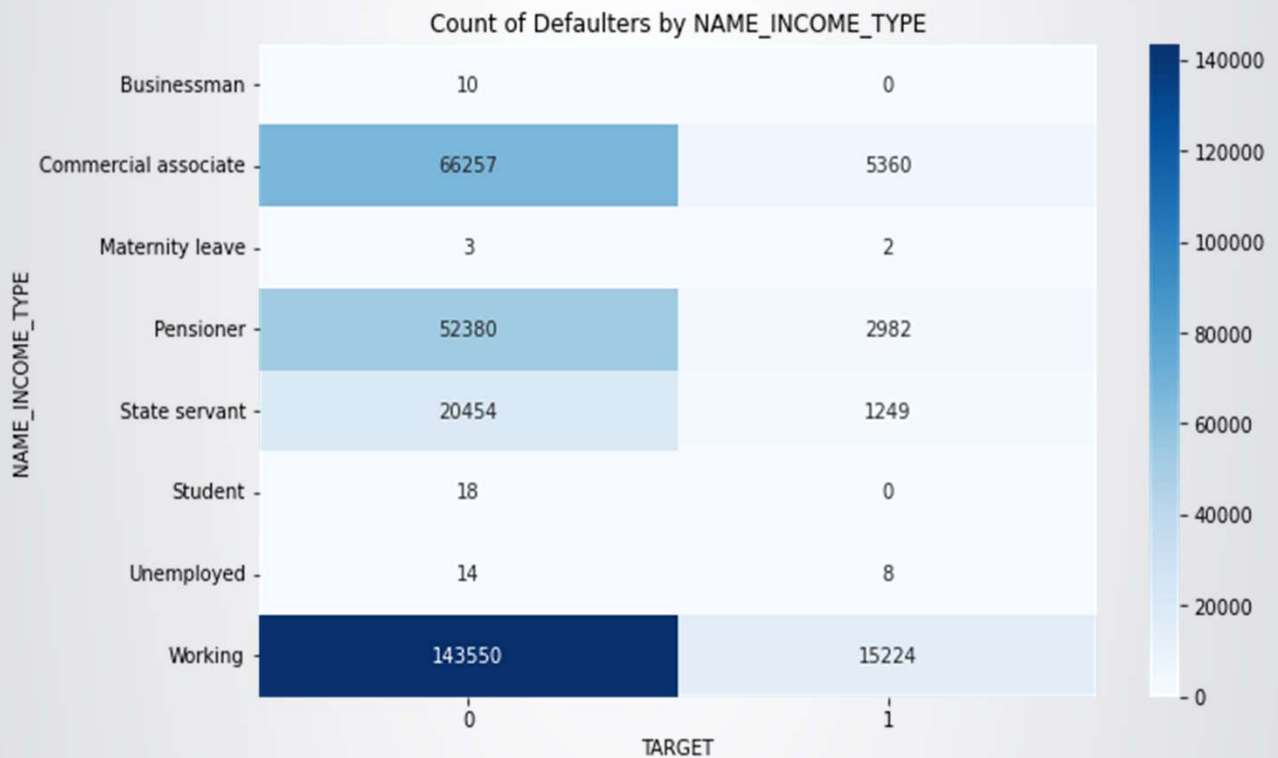 Count of Defaulters by NAME_INCOME_TYPE
Businessman 10 0
Commercial associate 66257 5360
Maternity leave 3 2
Pensioner 52380 2982
State servant 20454 1249
Student 18 0
Unemployed 14 8
Working 143550 15224
0 1
TARGET
NAME_INCOME_TYPE
140000
120000
100000
80000
60000
40000
20000
0